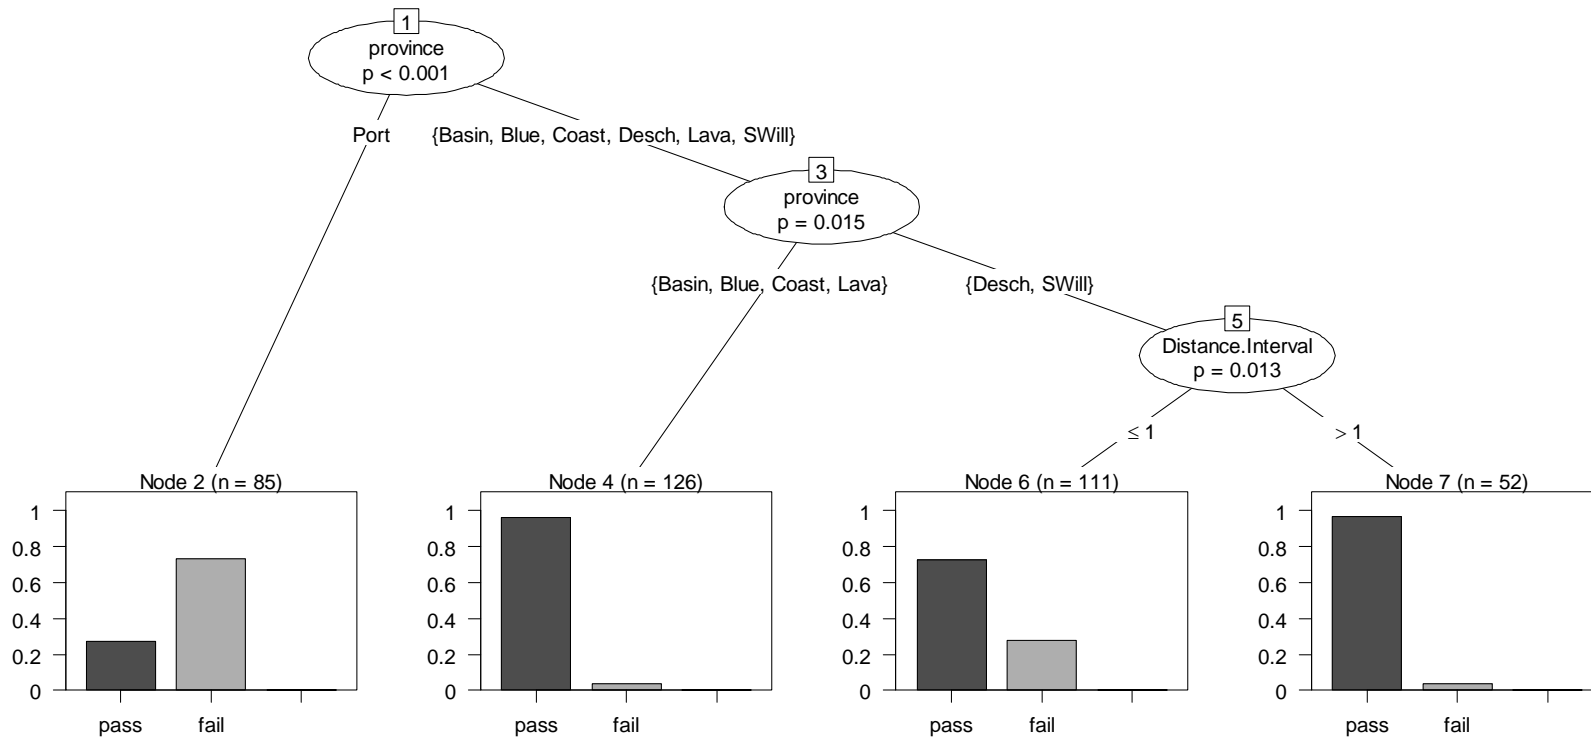 1
province
p < 0.001
Port
{Basin, Blue, Coast, Desch, Lava, SWill}
3
province
p = 0.015
{Basin, Blue, Coast, Lava}
{Desch, SWill}
5
Distance.Interval
p = 0.013
≤ 1
> 1
Node 2 (n = 85)
1
0.8
0.6
0.4
0.2
0
pass fail
Node 4 (n = 126)
1
0.8
0.6
0.4
0.2
0
pass fail
Node 6 (n = 111)
1
0.8
0.6
0.4
0.2
0
pass fail
Node 7 (n = 52)
1
0.8
0.6
0.4
0.2
0
pass fail